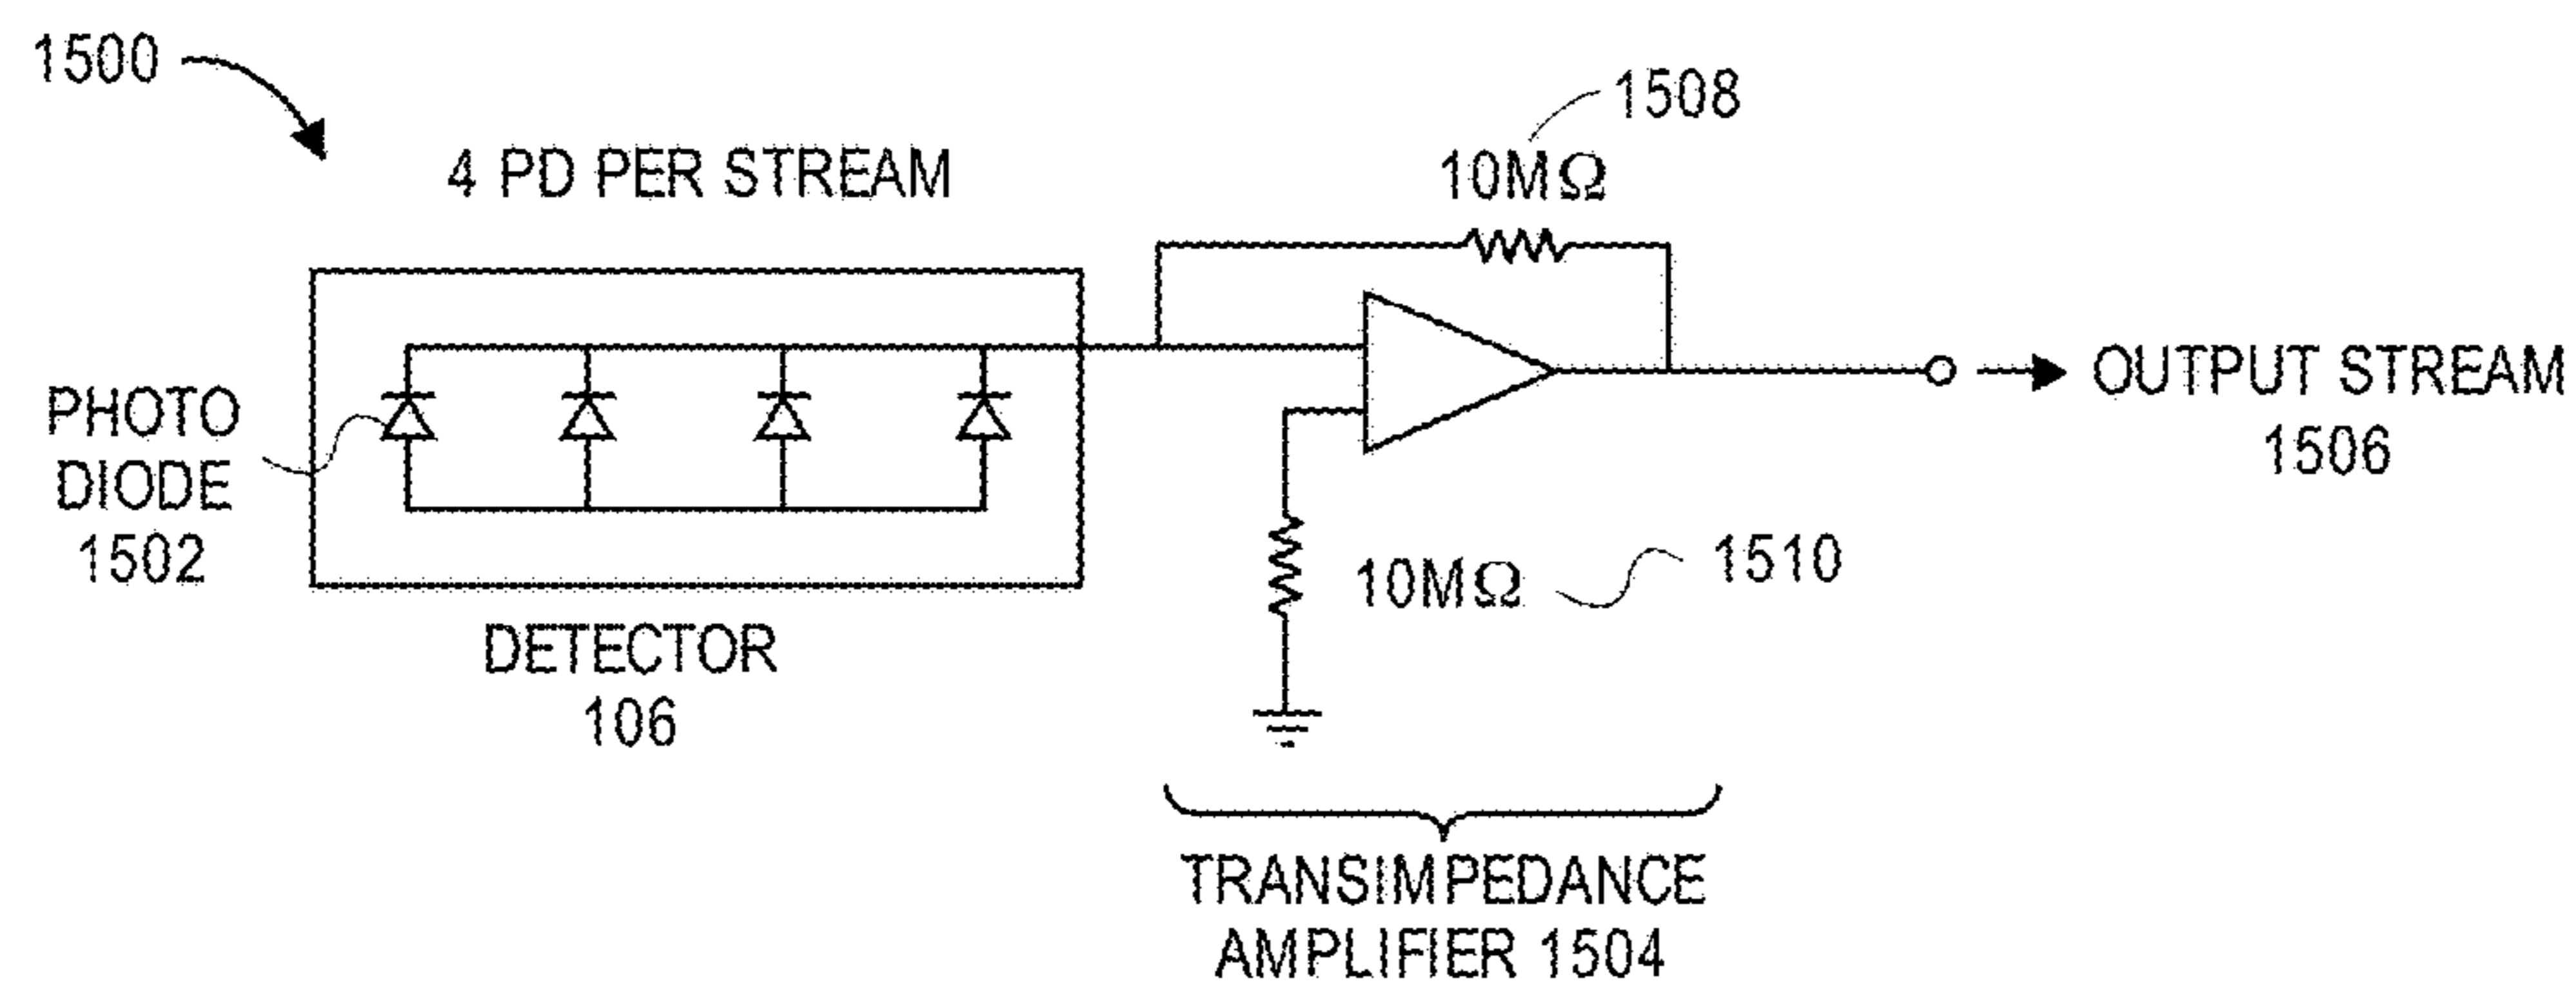 1500
4 PD PER STREAM
1508
10MΩ
PHOTO
DIODE
1502
DETECTOR
106
10MΩ
1510
OUTPUT STREAM
1506
TRANSIMPEDANCE
AMPLIFIER 1504